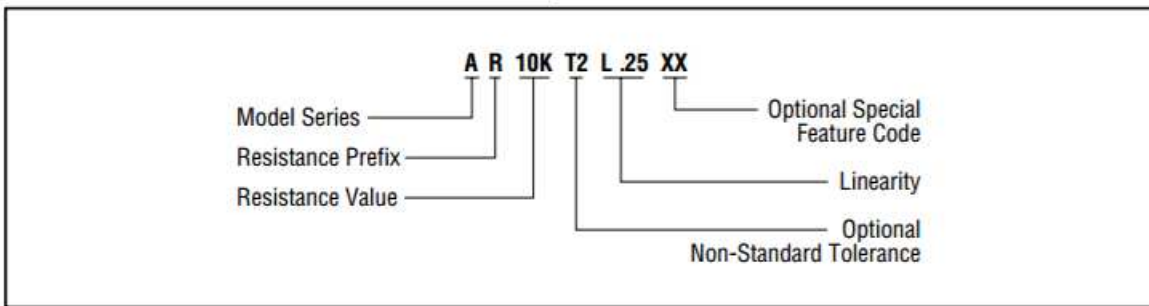 A R 10K T2 L .25 XX
Model Series
Resistance Prefix
Resistance Value
Optional Special
Feature Code
Linearity
Optional
Non-Standard Tolerance